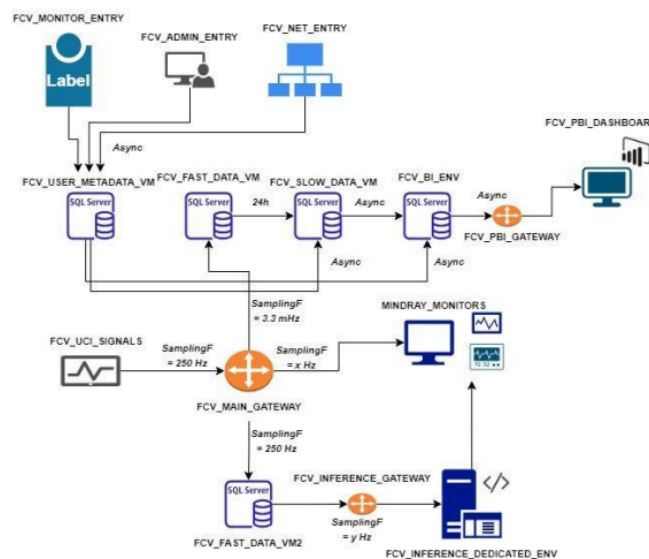 FCV_MONITOR_ENTRY
FCV_ADMIN_ENTRY
FCV_NET_ENTRY
Label
Async
FCV_PBI_DASHBOAR
FCV_USER_METADATA_VM
FCV_FAST_DATA_VM
FCV_SLOW_DATA_VM
FCV_BI_ENV
SQL Server
SQL Server
SQL Server
SQL Server
24h
Async
Async
FCV_PBI_GATEWAY
Async
Async
SamplingF
= 3.3 mHz
MINDRAY_MONITORS
FCV_UCI_SIGNALS
SamplingF
= 250 Hz
SamplingF
= x Hz
FCV_MAIN_GATEWAY
SamplingF
= 250 Hz
FCV_INFERENCE_GATEWAY
SQL Server
SamplingF
= y Hz
FCV_FAST_DATA_VM2
FCV_INFERENCE_DEDICATED_ENV